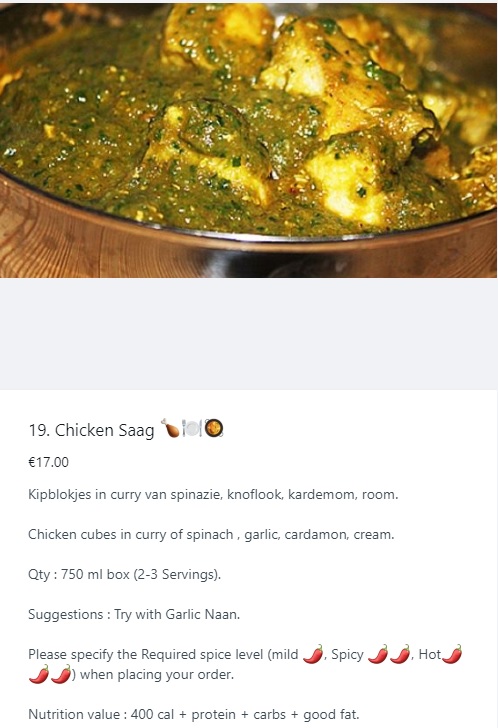 19. Chicken Saag 🍗🍽️🥘
€17.00
Kipblokjes in curry van spinazie, knoflook, kardemom, room.
Chicken cubes in curry of spinach , garlic, cardamon, cream.
Qty : 750 ml box (2-3 Servings).
Suggestions : Try with Garlic Naan.
Please specify the Required spice level (mild 🌶️, Spicy 🌶️🌶️, Hot🌶️
🌶️🌶️) when placing your order.
Nutrition value : 400 cal + protein + carbs + good fat.